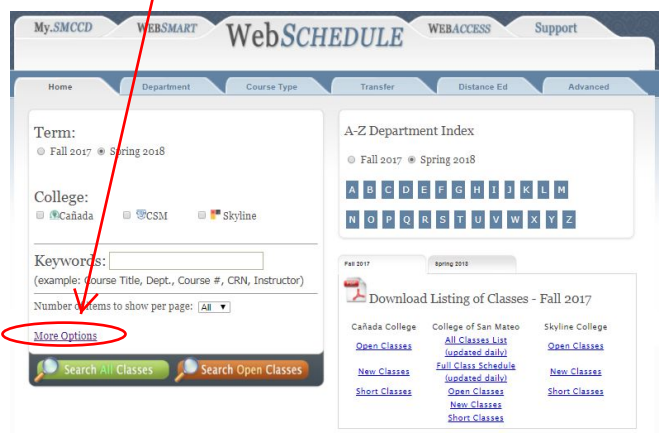 My.SMCCD WEBSMART WebSCHEDULE WEBACCESS Support
Home Department Course Type Transfer Distance Ed Advanced
Term:
Fall 2017 Spring 2018
College:
Cañada CSM Skyline
Keywords:
(example: Course Title, Dept., Course #, CRN, Instructor)
Number of items to show per page: All
More Options
Search All Classes Search Open Classes
A-Z Department Index
Fall 2017 Spring 2018
A B C D E F G H I J K L M
N O P Q R S T U V W X Y Z
Fall 2017 Spring 2018
Download Listing of Classes - Fall 2017
Cañada College College of San Mateo Skyline College
Open Classes All Classes List Open Classes
(updated daily)
New Classes Full Class Schedule New Classes
(updated daily)
Short Classes Open Classes Short Classes
New Classes
Short Classes